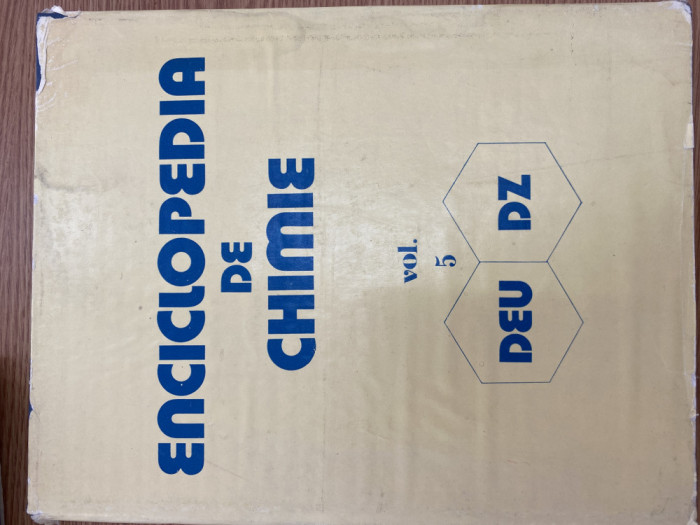 ENCICLOPEDIA
DE
CHIMIE
vol.
5
DEU DZ